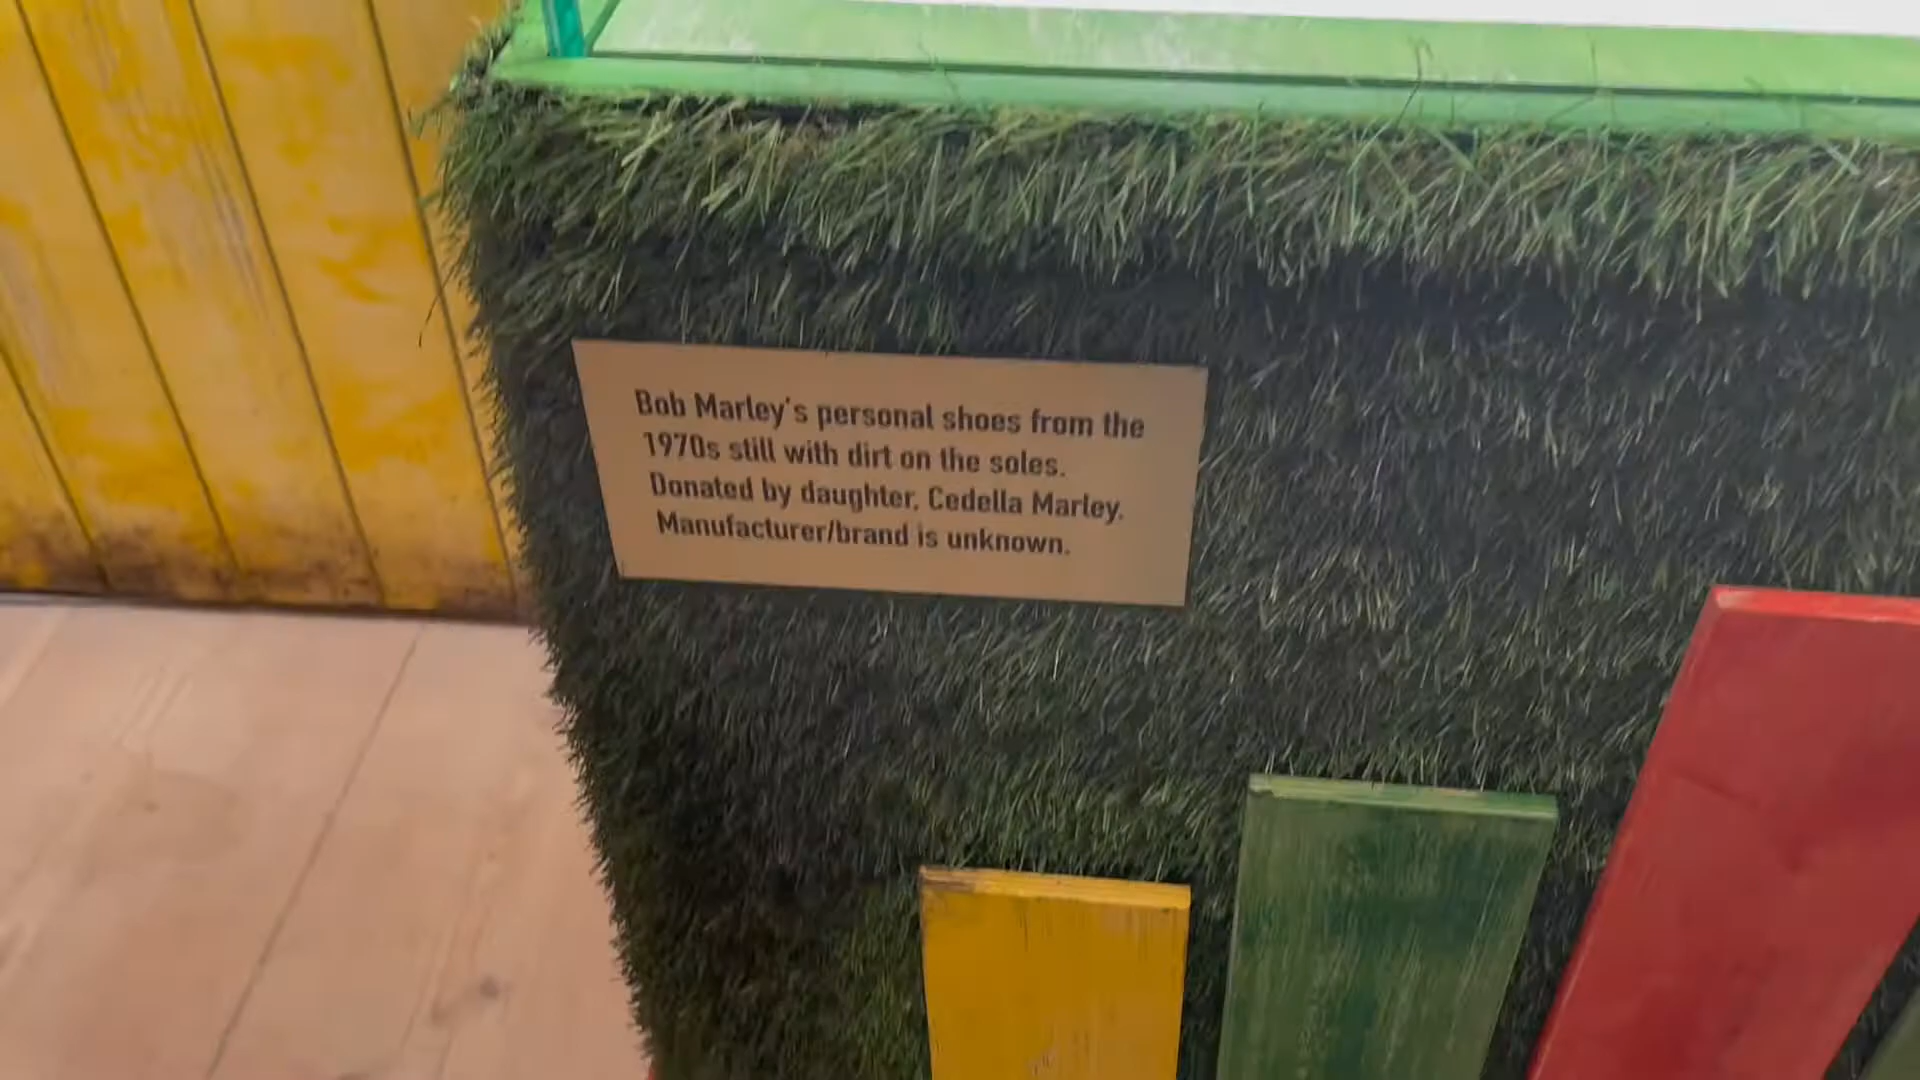 Bob Marley's personal shoes from the
1970s still with dirt on the soles.
Donated by daughter, Cedella Marley.
Manufacturer/brand is unknown.